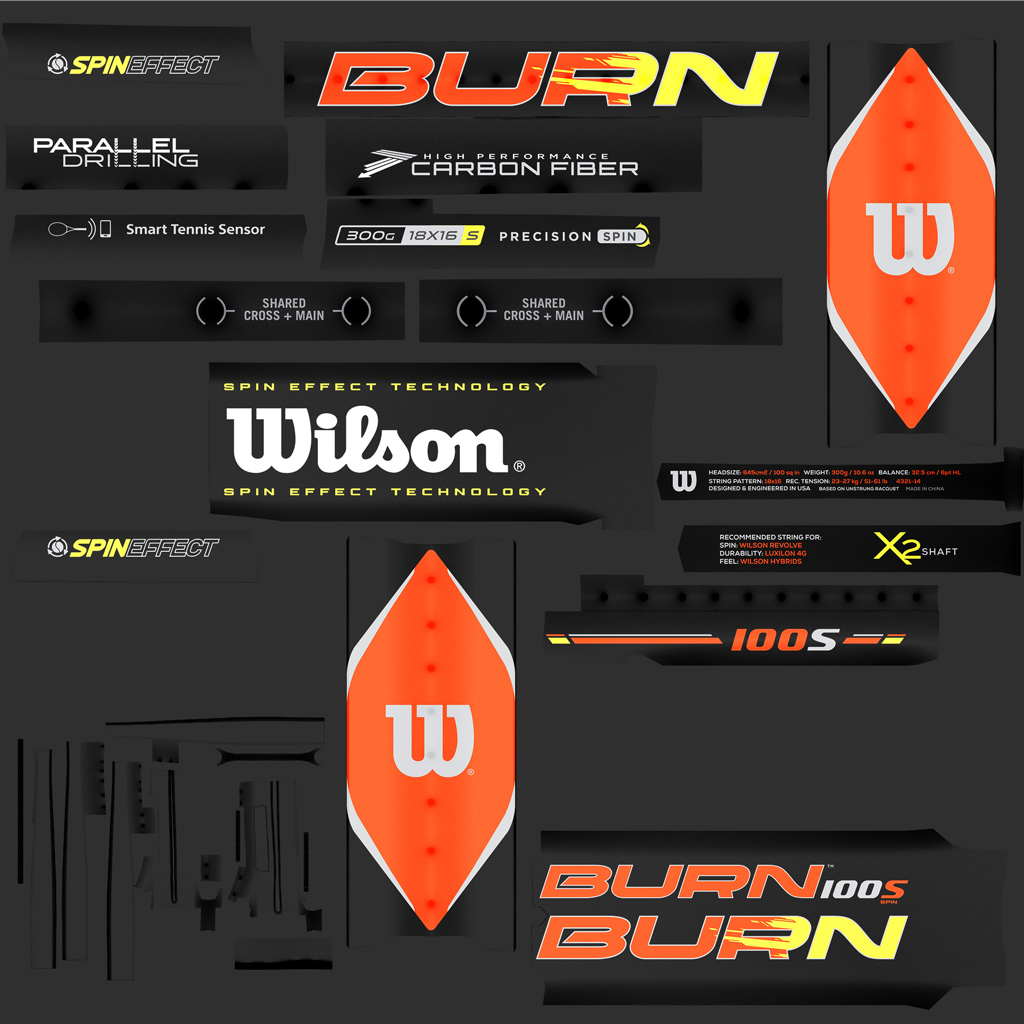 SPINEFFECT
BURN
PARALLEL
DRILLING
HIGH PERFORMANCE
CARBON FIBER
W®
Smart Tennis Sensor
300G 18X16 S PRECISION SPIN
SHARED
CROSS + MAIN
SHARED
CROSS + MAIN
SPIN EFFECT TECHNOLOGY
Wilson®
SPIN EFFECT TECHNOLOGY
W
HEADSIZE: 645cm2 / 100 sq in WEIGHT: 300g / 10.6 oz BALANCE: 32.5 cm / 6pt HL
STRING PATTERN: 18x16 REC. TENSION: 23-27 kg / 51-61 lb 4321-14
DESIGNED & ENGINEERED IN USA BASED ON UNSTRUNG RACQUET MADE IN CHINA
SPINEFFECT
RECOMMENDED STRING FOR:
SPIN: WILSON REVOLVE
DURABILITY: LUXILON 4G
FEEL: WILSON HYBRIDS
X2 SHAFT
100S
W®
BURN™ 100S
SPIN
BURN